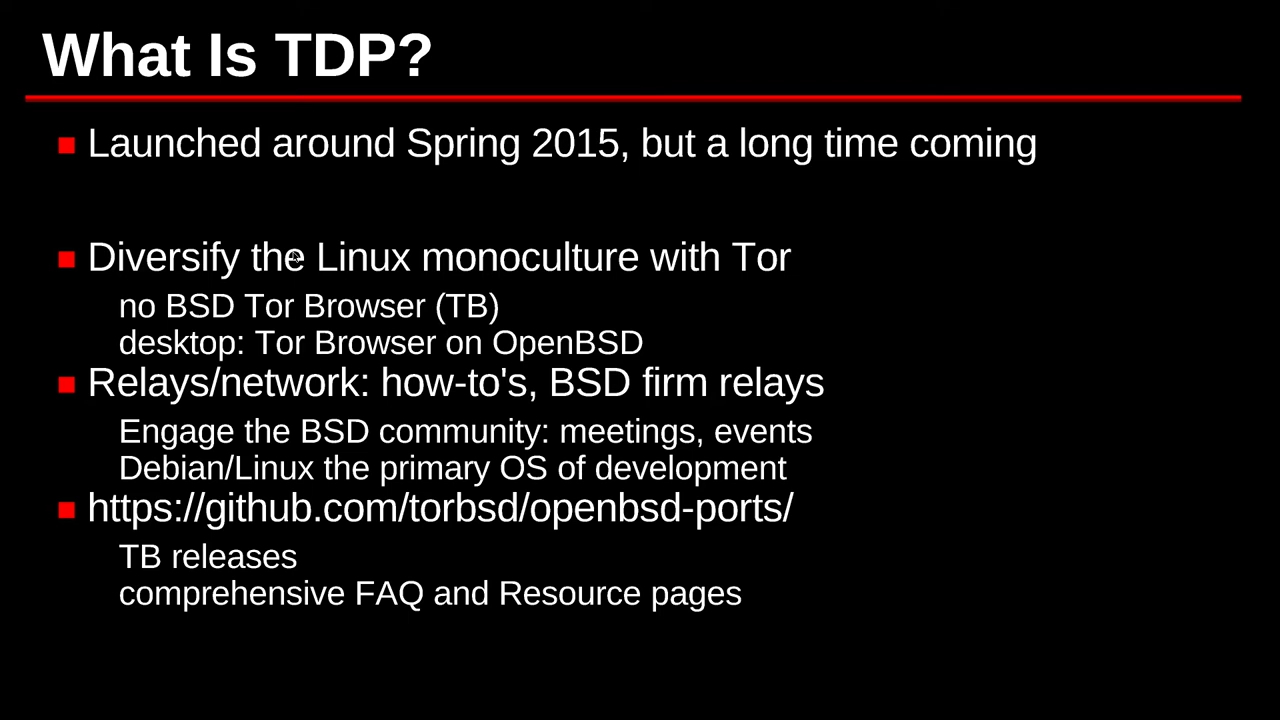 What Is TDP?
Launched around Spring 2015, but a long time coming
Diversify the Linux monoculture with Tor
no BSD Tor Browser (TB)
desktop: Tor Browser on OpenBSD
Relays/network: how-to's, BSD firm relays
Engage the BSD community: meetings, events
Debian/Linux the primary OS of development
https://github.com/torbsd/openbsd-ports/
TB releases
comprehensive FAQ and Resource pages